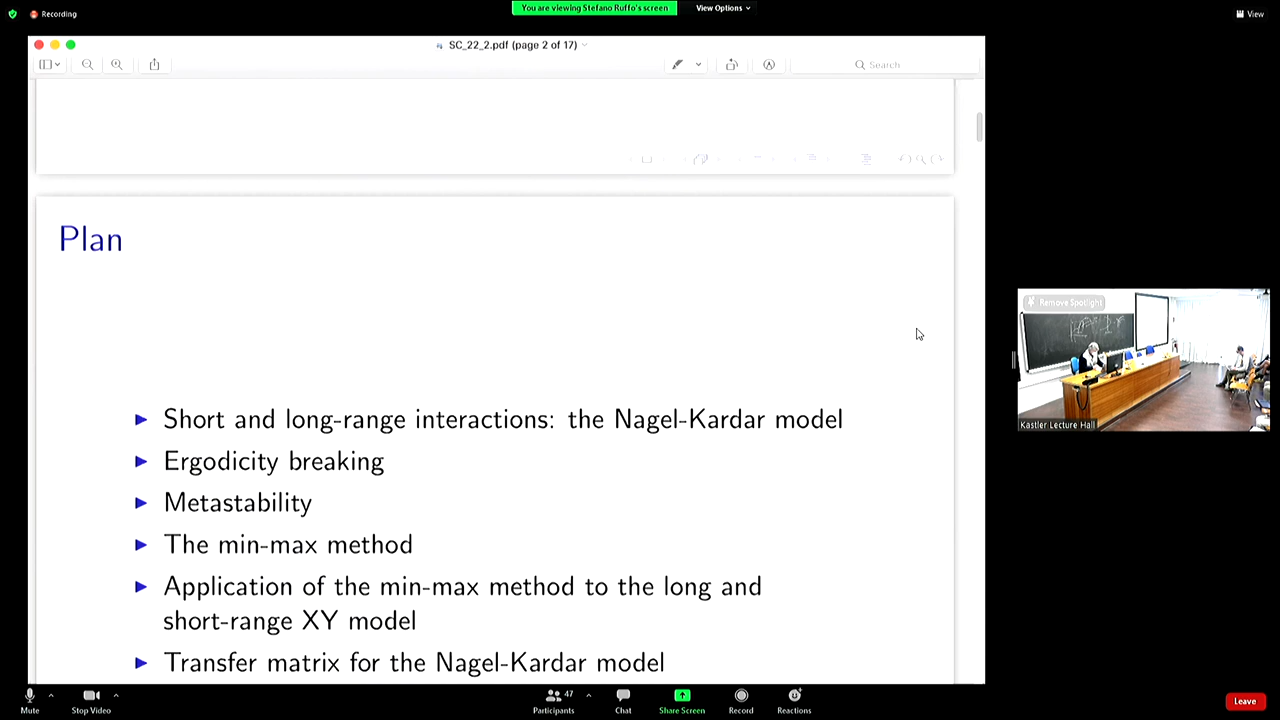 Recording
You are viewing Stefano Ruffo's screen
View Options
View
SC_22_2.pdf (page 2 of 17)
Search
Plan
Short and long-range interactions: the Nagel-Kardar model
Ergodicity breaking
Metastability
The min-max method
Application of the min-max method to the long and
short-range XY model
Transfer matrix for the Nagel-Kardar model
Remove Spotlight
Kastler Lecture Hall
Mute
Stop Video
47
Participants
Chat
Share Screen
Record
Reactions
Leave